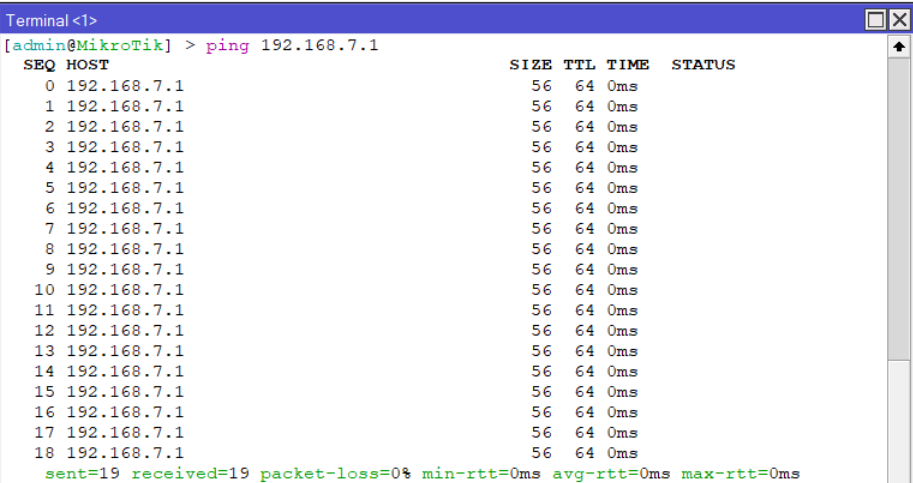 Terminal <1>
[admin@MikroTik] > ping 192.168.7.1
SEQ HOST SIZE TTL TIME STATUS
0 192.168.7.1 56 64 0ms
1 192.168.7.1 56 64 0ms
2 192.168.7.1 56 64 0ms
3 192.168.7.1 56 64 0ms
4 192.168.7.1 56 64 0ms
5 192.168.7.1 56 64 0ms
6 192.168.7.1 56 64 0ms
7 192.168.7.1 56 64 0ms
8 192.168.7.1 56 64 0ms
9 192.168.7.1 56 64 0ms
10 192.168.7.1 56 64 0ms
11 192.168.7.1 56 64 0ms
12 192.168.7.1 56 64 0ms
13 192.168.7.1 56 64 0ms
14 192.168.7.1 56 64 0ms
15 192.168.7.1 56 64 0ms
16 192.168.7.1 56 64 0ms
17 192.168.7.1 56 64 0ms
18 192.168.7.1 56 64 0ms
sent=19 received=19 packet-loss=0% min-rtt=0ms avg-rtt=0ms max-rtt=0ms